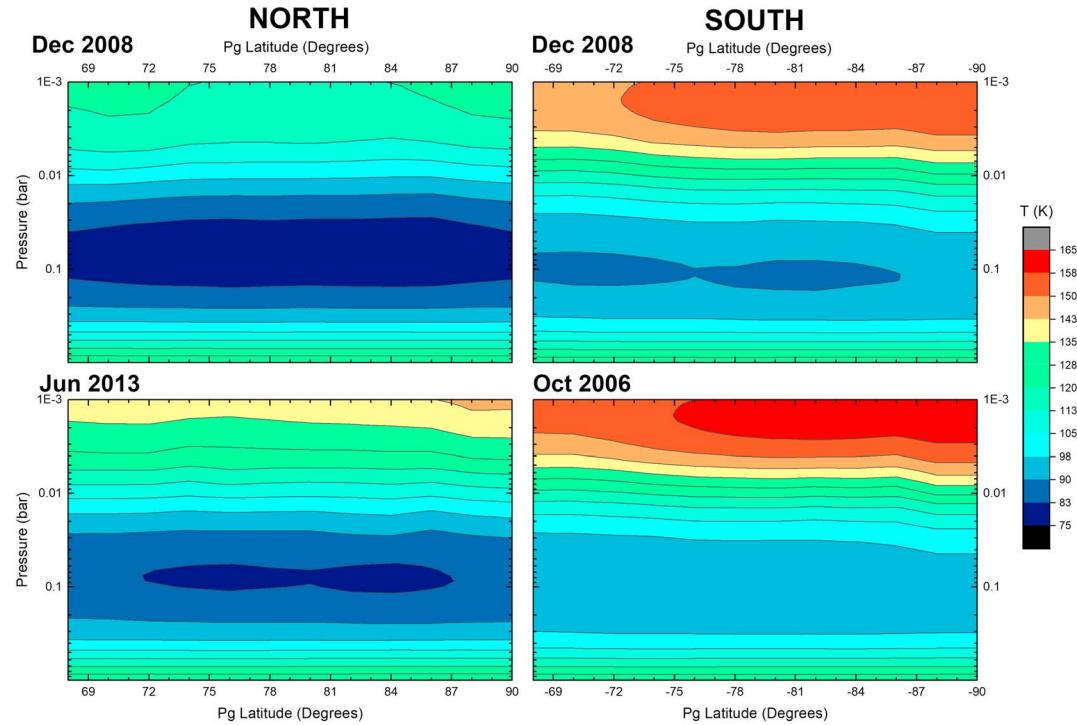 NORTH
SOUTH
Dec 2008
Pg Latitude (Degrees)
Dec 2008
Pg Latitude (Degrees)
69 72 75 78 81 84 87 90
-69 -72 -75 -78 -81 -84 -87 -90
1E-3
0.01
0.1
Pressure (bar)
1E-3
0.01
0.1
T (K)
165
158
150
143
135
128
120
113
105
98
90
83
75
Jun 2013
Oct 2006
1E-3
0.01
0.1
Pressure (bar)
1E-3
0.01
0.1
69 72 75 78 81 84 87 90
-69 -72 -75 -78 -81 -84 -87 -90
Pg Latitude (Degrees)
Pg Latitude (Degrees)